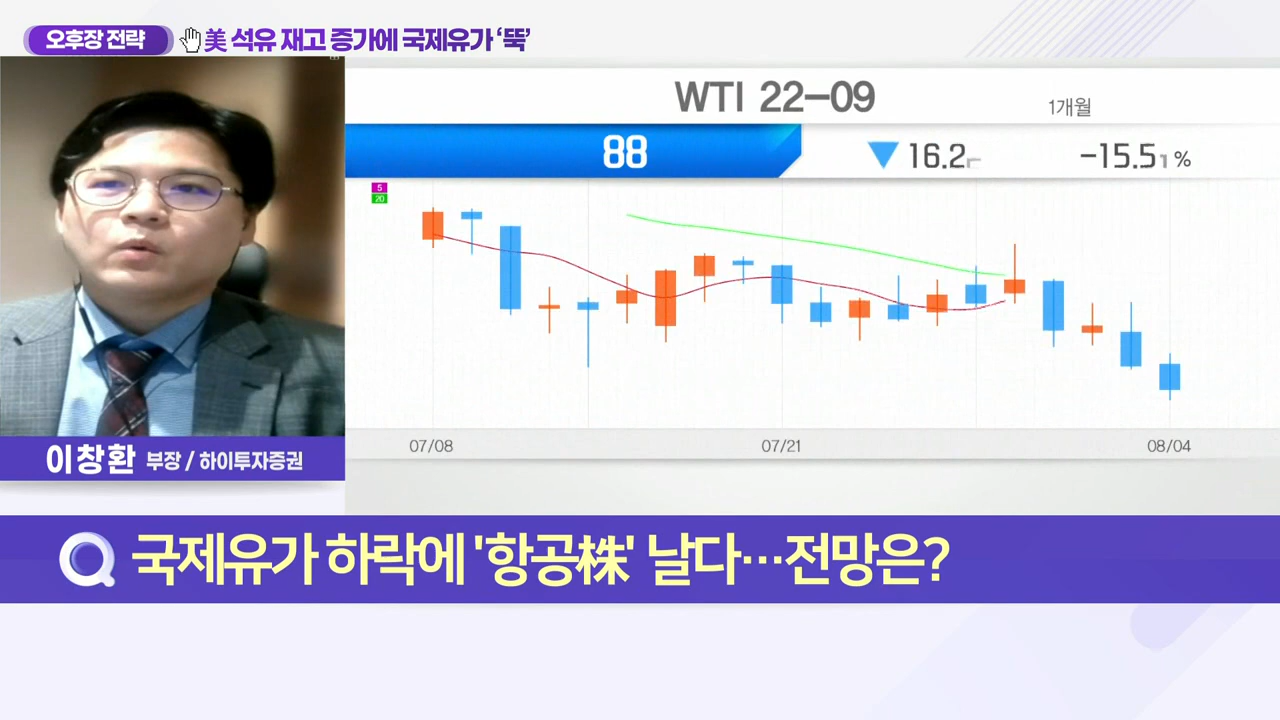 오후장 전략
美 석유 재고 증가에 국제유가 ‘뚝’
WTI 22-09
1개월
88
▼ 16.2
-15.5 %
5
20
07/08
07/21
08/04
이창환 부장 / 하이투자증권
국제유가 하락에 '항공株' 날다…전망은?